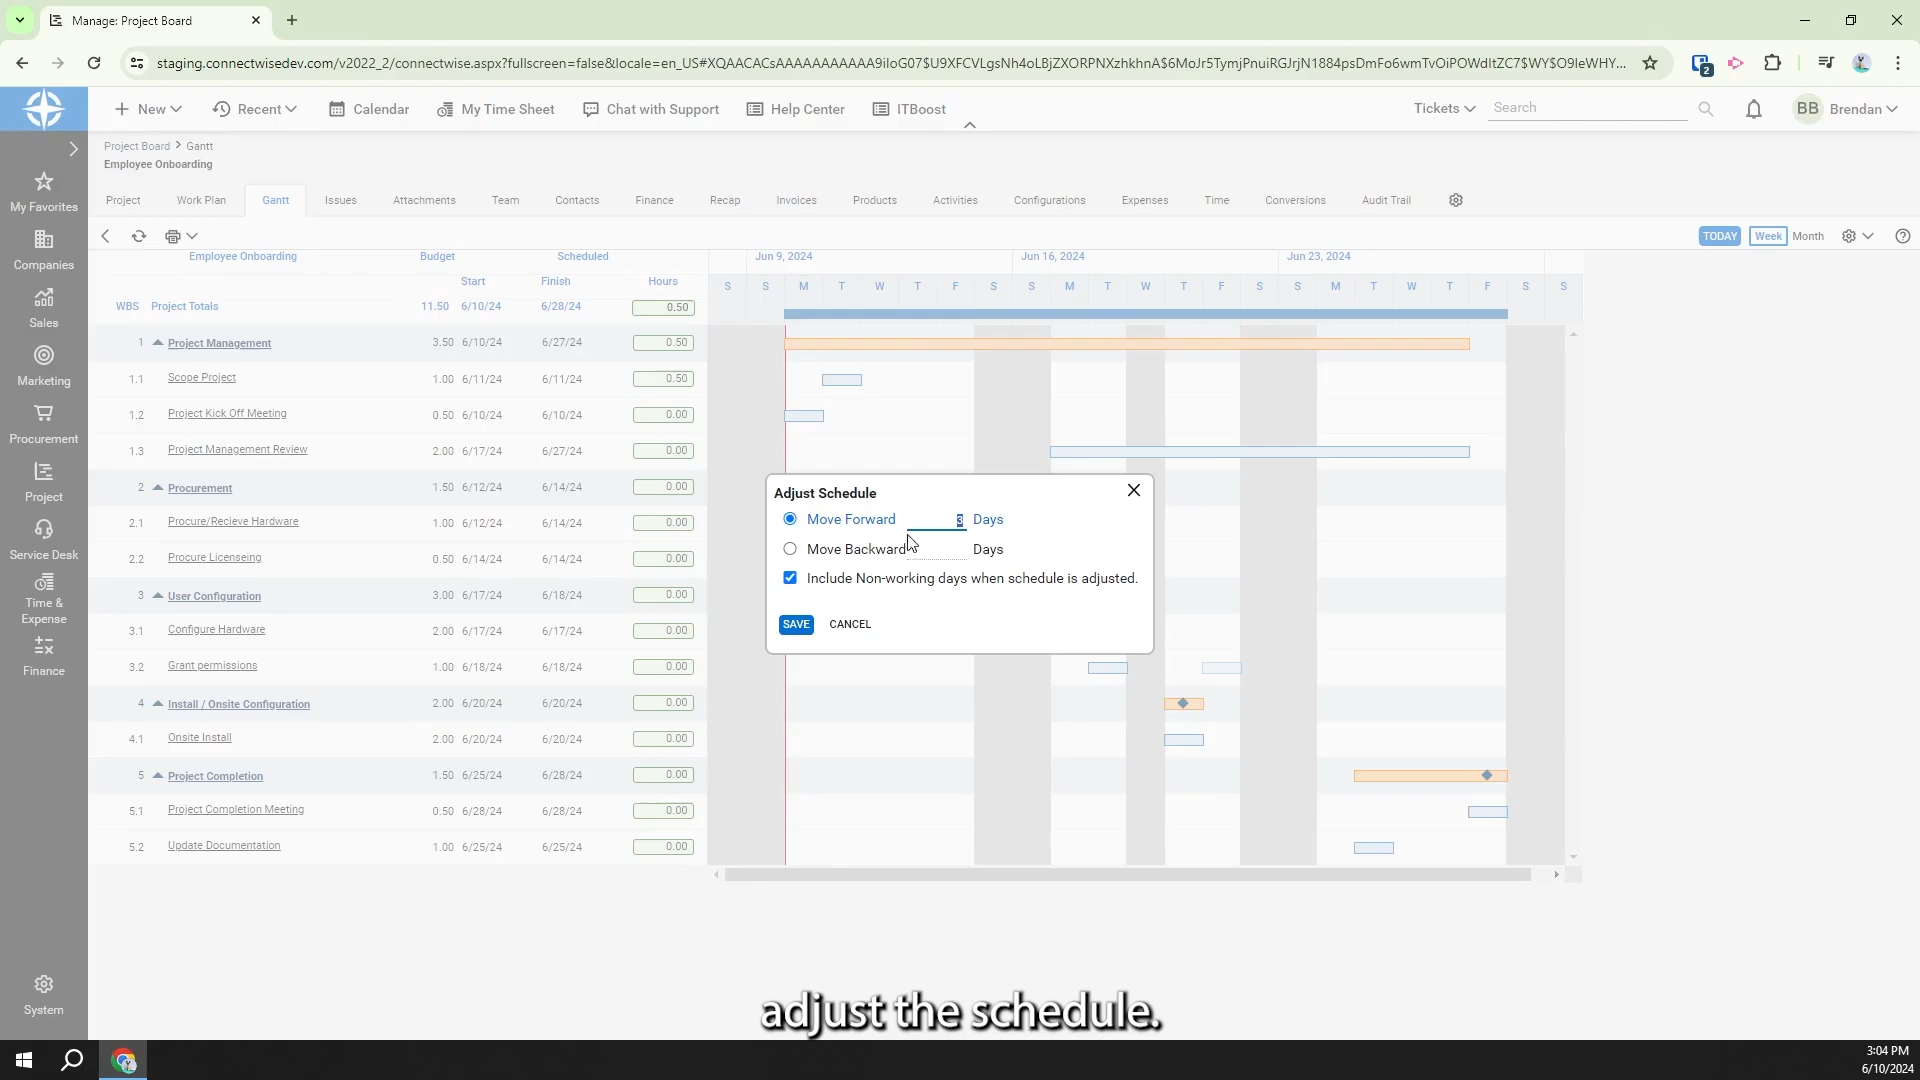 Manage: Project Board
staging.connectwisedev.com/v2022_2/connectwise.aspx?fullscreen=false&locale=en_US#XQAACACsAAAAAAAAAAA9iloG07$U9XFCVLgsNh4oLBjZXORPNXzhkhnA$6MoJr5TymjPnuiRGJrjN1884psDmFo6wmTvOiPOWdltZC7$WY$O9IeWHY...
2
New
Recent
Calendar
My Time Sheet
Chat with Support
Help Center
ITBoost
Tickets
Search
BB Brendan
Project Board > Gantt
Employee Onboarding
Project Work Plan Gantt Issues Attachments Team Contacts Finance Recap Invoices Products Activities Configurations Expenses Time Conversions Audit Trail
TODAY Week Month
My Favorites
Companies
Sales
Marketing
Procurement
Project
Service Desk
Time &
Expense
Finance
System
Employee Onboarding Budget Scheduled Jun 9, 2024 Jun 16, 2024 Jun 23, 2024
Start Finish Hours S S M T W T F S S M T W T F S S M T W T F S S
WBS Project Totals 11.50 6/10/24 6/28/24 0.50
1 Project Management 3.50 6/10/24 6/27/24 0.50
1.1 Scope Project 1.00 6/11/24 6/11/24 0.50
1.2 Project Kick Off Meeting 0.50 6/10/24 6/10/24 0.00
1.3 Project Management Review 2.00 6/17/24 6/27/24 0.00
2 Procurement 1.50 6/12/24 6/14/24 0.00
2.1 Procure/Recieve Hardware 1.00 6/12/24 6/13/24 0.00
2.2 Procure Licenseing 0.50 6/14/24 6/14/24 0.00
3 User Configuration 3.00 6/17/24 6/18/24 0.00
3.1 Configure Hardware 2.00 6/17/24 6/17/24 0.00
3.2 Grant permissions 1.00 6/18/24 6/18/24 0.00
4 Install / Onsite Configuration 2.00 6/20/24 6/20/24 0.00
4.1 Onsite Install 2.00 6/20/24 6/20/24 0.00
5 Project Completion 1.50 6/25/24 6/28/24 0.00
5.1 Project Completion Meeting 0.50 6/28/24 6/28/24 0.00
5.2 Update Documentation 1.00 6/25/24 6/25/24 0.00
Adjust Schedule
Move Forward 3 Days
Move Backward Days
Include Non-working days when schedule is adjusted.
SAVE CANCEL
adjust the schedule.
3:04 PM
6/10/2024